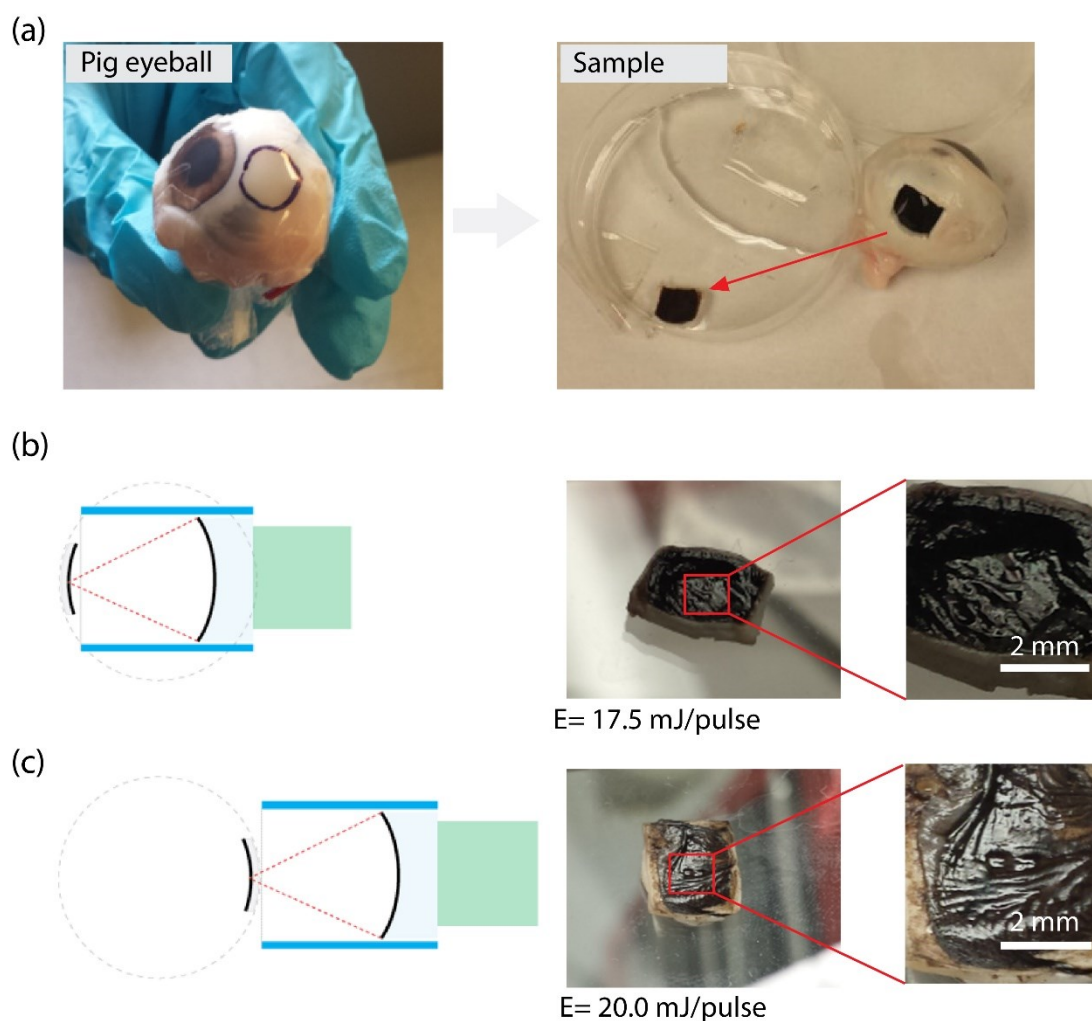 (a)
Pig eyeball
Sample
(b)
2 mm
E= 17.5 mJ/pulse
(c)
2 mm
E= 20.0 mJ/pulse